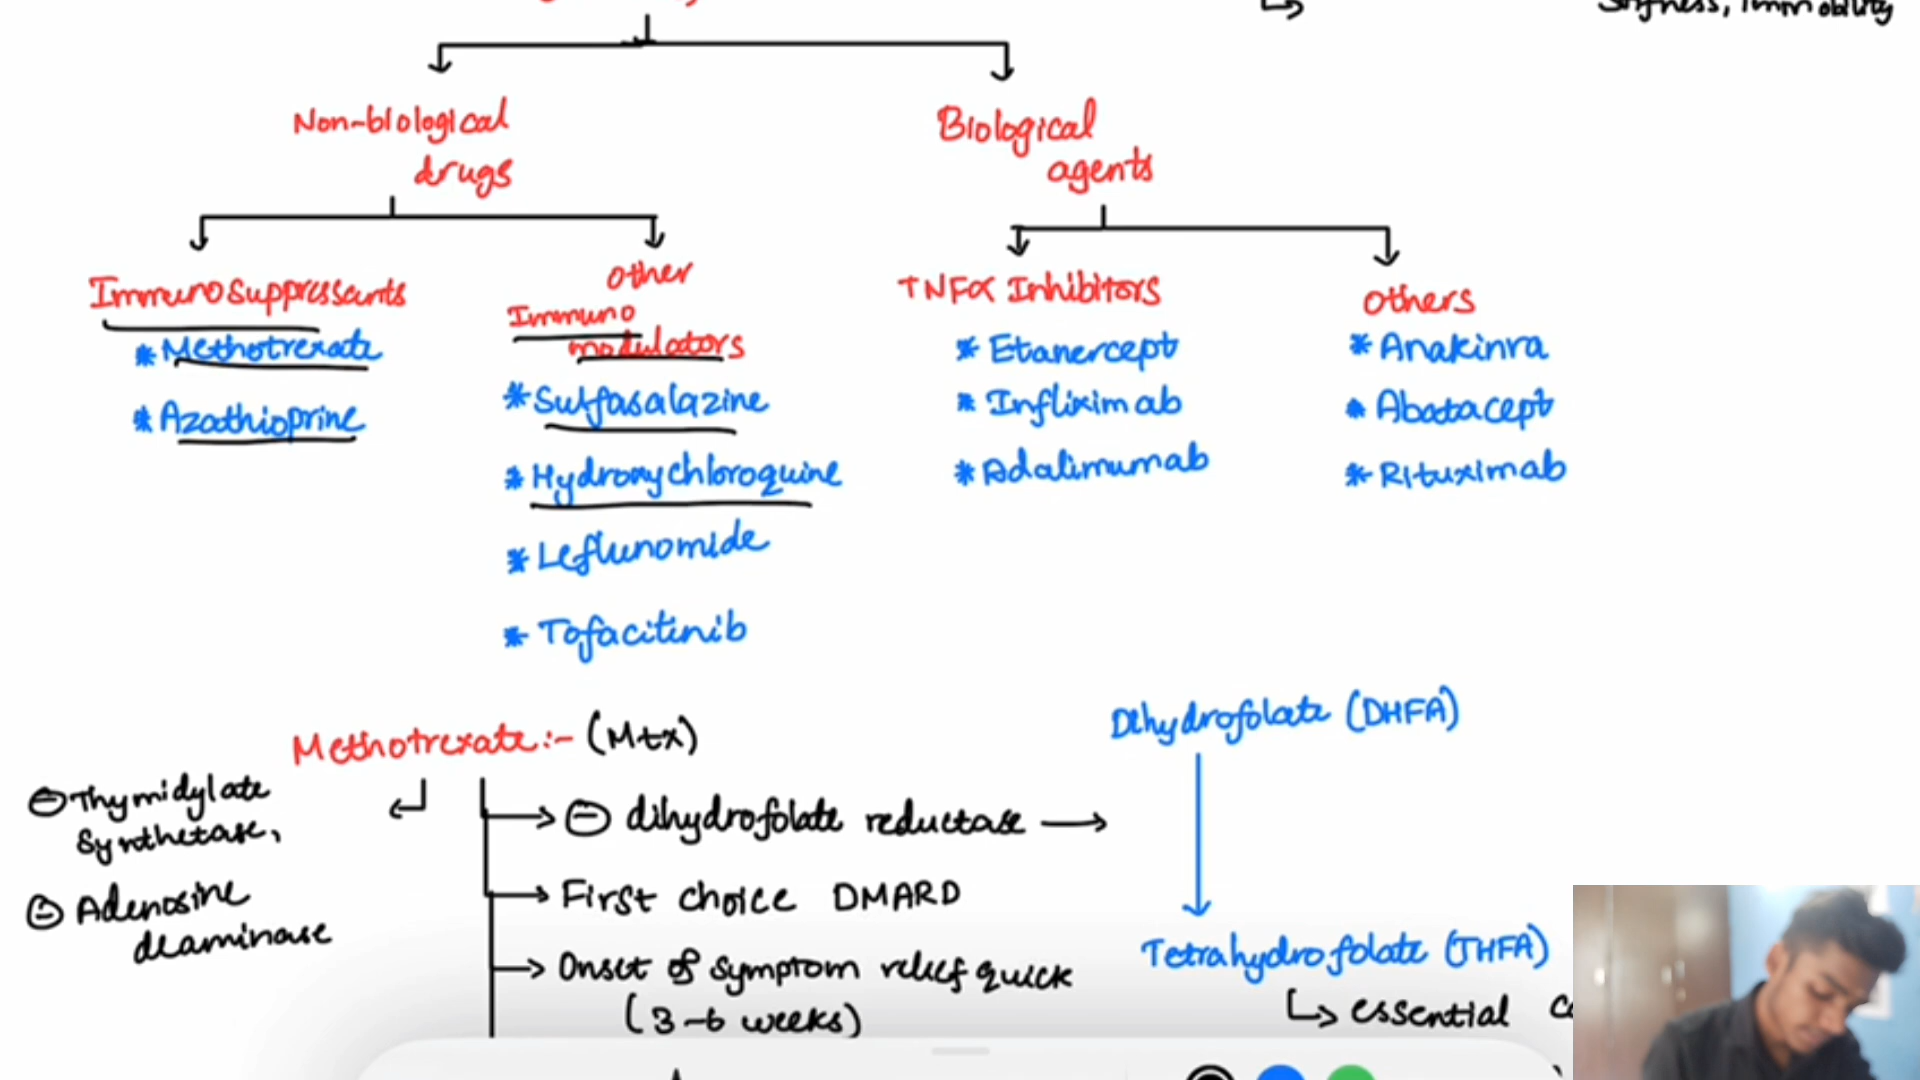 Stifness, Immobility
Non-biological
drugs
Biological
agents
Immunosuppressants
* Methotrexate
* Azathioprine
other
Immuno
modulators
* Sulfasalazine
* Hydroxychloroquine
* Leflunomide
* Tofacitinib
TNFα Inhibitors
* Etanercept
* Infliximab
* Adalimumab
Others
* Anakinra
* Abatacept
* Rituximab
Methotrexate:- (Mtx)
⊖ Thymidylate
synthetase,
⊖ Adenosine
deaminase
⊖ dihydrofolate reductase →
First choice DMARD
Onset of symptom relief quick
(3-6 weeks)
Dihydrofolate (DHFA)
Tetrahydrofolate (THFA)
essential